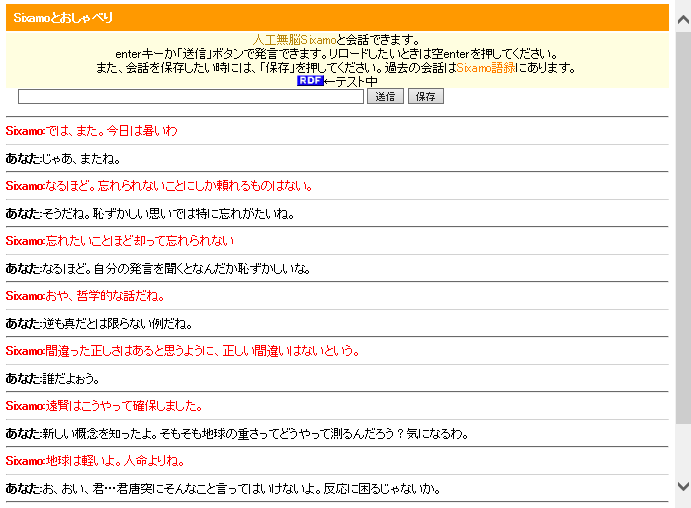 Sixamoとおしゃべり
人工無脳Sixamoと会話できます。
enterキーか「送信」ボタンで発言できます。リロードしたいときは空enterを押してください。
また、会話を保存したい時には、「保存」を押してください。過去の会話はSixamo語録にあります。
RDF←テスト中
送信 保存
Sixamo:では、また。今日は暑いわ
あなた:じゃあ、またね。
Sixamo:なるほど。忘れられないことにしか頼れるものはない。
あなた:そうだね。恥ずかしい思いでは特に忘れがたいね。
Sixamo:忘れたいことほど却って忘れられない
あなた:なるほど。自分の発言を聞くとなんだか恥ずかしいな。
Sixamo:おや、哲学的な話だね。
あなた:逆も真だとは限らない例だね。
Sixamo:間違った正しさはあると思うように、正しい間違いはないという。
あなた:誰だよぉう。
Sixamo:遠賢はこうやって確保しました。
あなた:新しい概念を知ったよ。そもそも地球の重さってどうやって測るんだろう？気になるわ。
Sixamo:地球は軽いよ。人命よりね。
あなた:お、おい、君…君唐突にそんなこと言ってはいけないよ。反応に困るじゃないか。